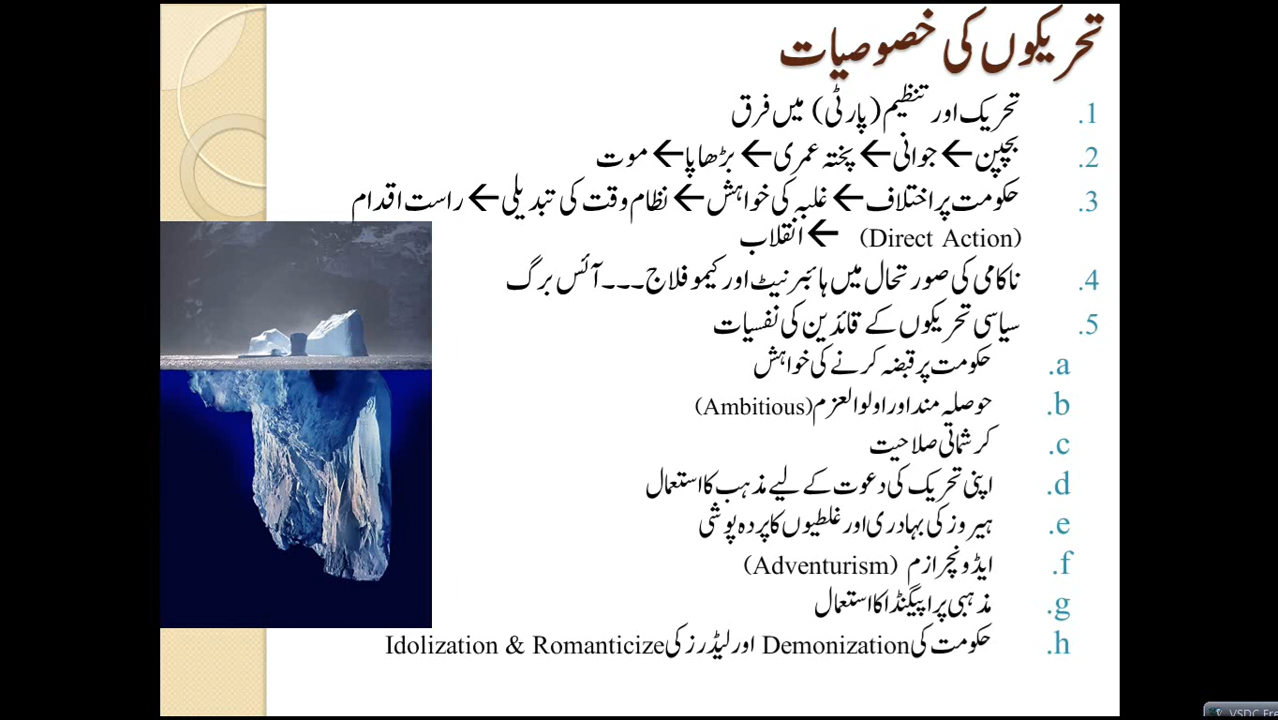 تحریکوں کی خصوصیات
1. تحریک اور تنظیم (پارٹی) میں فرق
2. بچپن ← جوانی ← پختہ عمری ← بڑھاپا ← موت
3. حکومت پر اختلاف ← غلبہ کی خواہش ← نظام وقت کی تبدیلی ← راست اقدام
(Direct Action) ← انقلاب
4. ناکامی کی صورتحال میں ہائبرنیٹ اور کیموفلاج۔۔۔آئس برگ
5. سیاسی تحریکوں کے قائدین کی نفسیات
a. حکومت پر قبضہ کرنے کی خواہش
b. حوصلہ مند اور اولوالعزم (Ambitious)
c. کرشماتی صلاحیت
d. اپنی تحریک کی دعوت کے لیے مذہب کا استعمال
e. ہیروز کی بہادری اور غلطیوں کا پردہ پوشی
f. ایڈونچرازم (Adventurism)
g. مذہبی پراپیگنڈا کا استعمال
h. حکومت کی Demonization اور لیڈرز کی Idolization & Romanticize
VSDC Fre